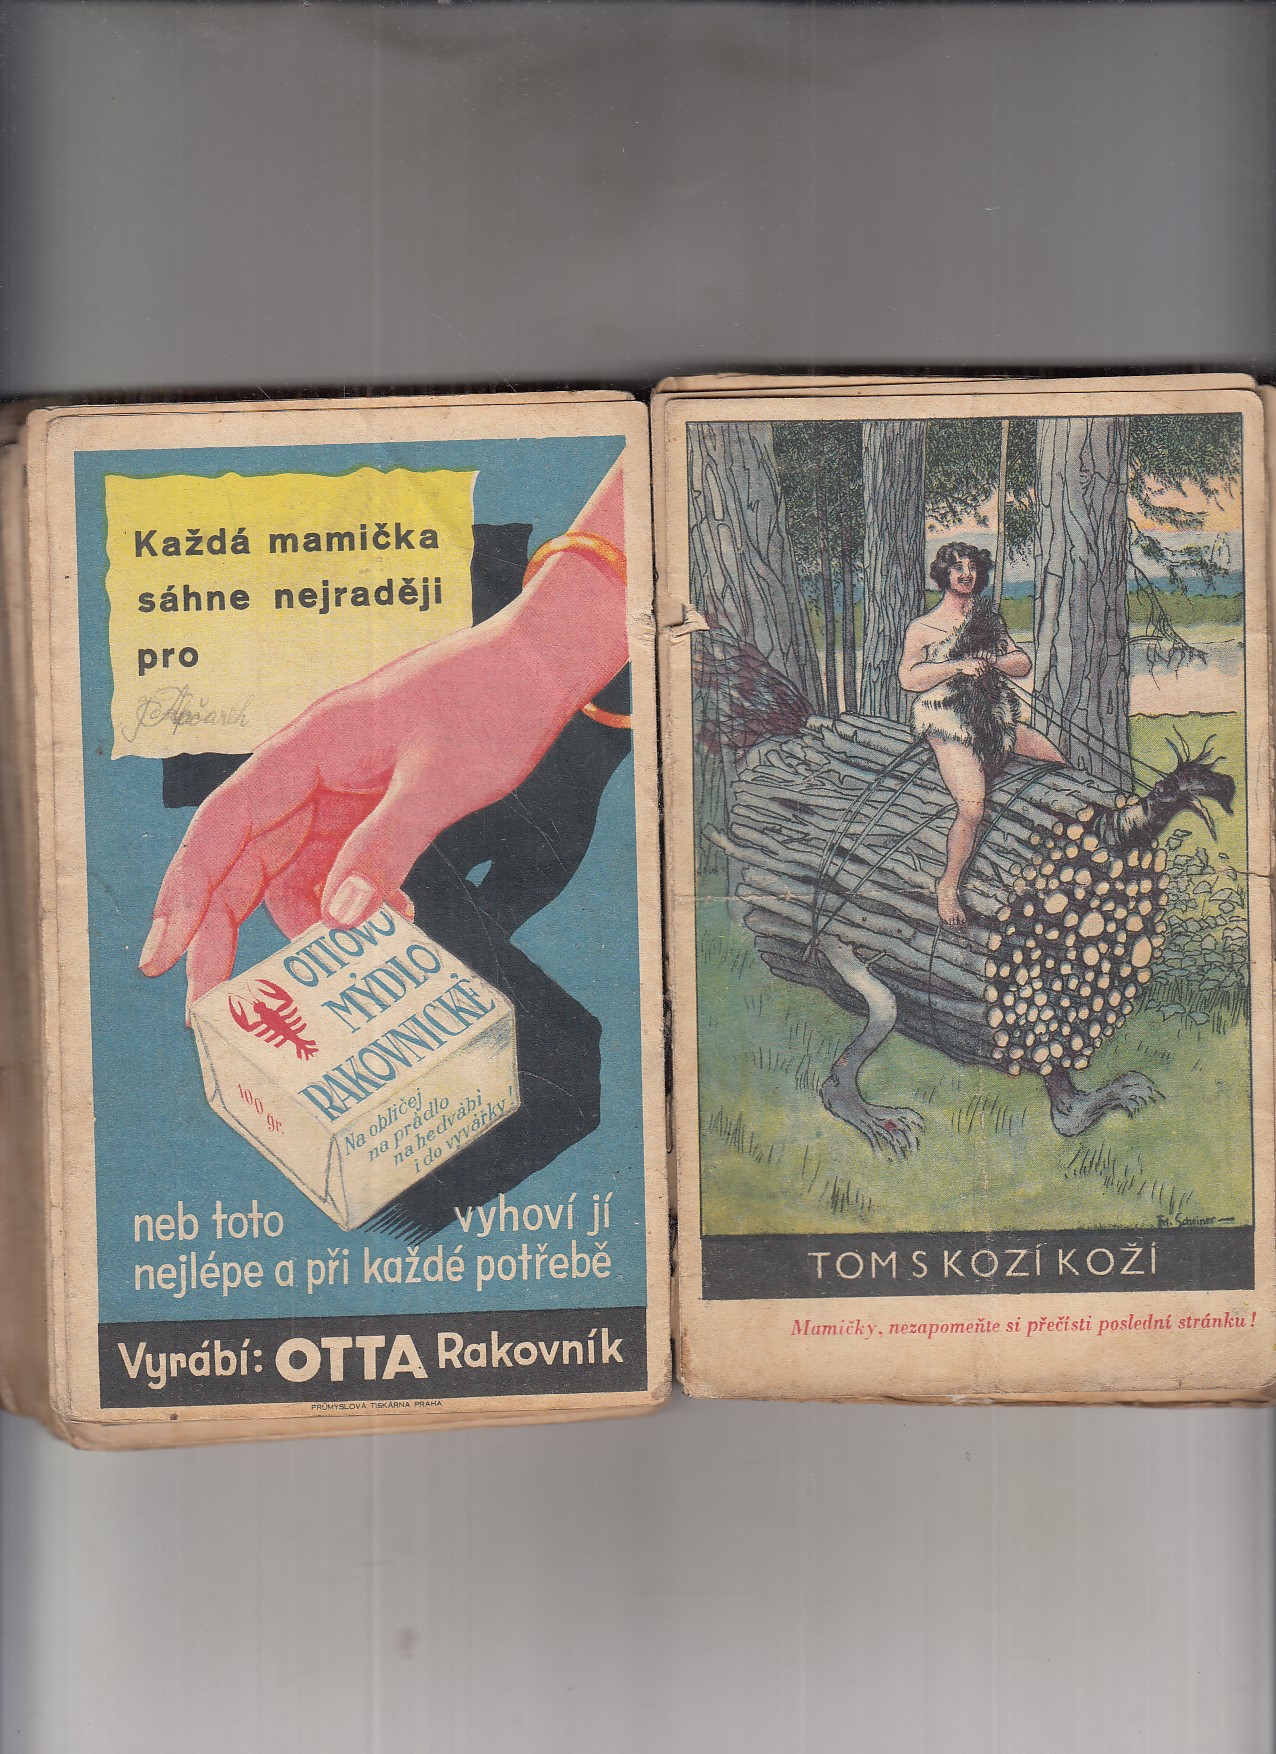 Každá mamička
sáhne nejraději
pro
OTTOVO
MÝDLO
RAKOVNICKÉ
100 gr.
Na obličej
na prádlo
na hedvábí
i do vyvářky!
neb toto vyhoví jí
nejlépe a při každé potřebě
Vyrábí: OTTA Rakovník
PRŮMYSLOVÁ TISKÁRNA PRAHA
Scheiner
TOM S KOZÍ KOŽÍ
Mamičky, nezapomeňte si přečísti poslední stránku!